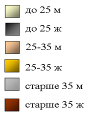 до 25 м
до 25 ж
25-35 м
25-35 ж
старше 35 м
старше 35 ж